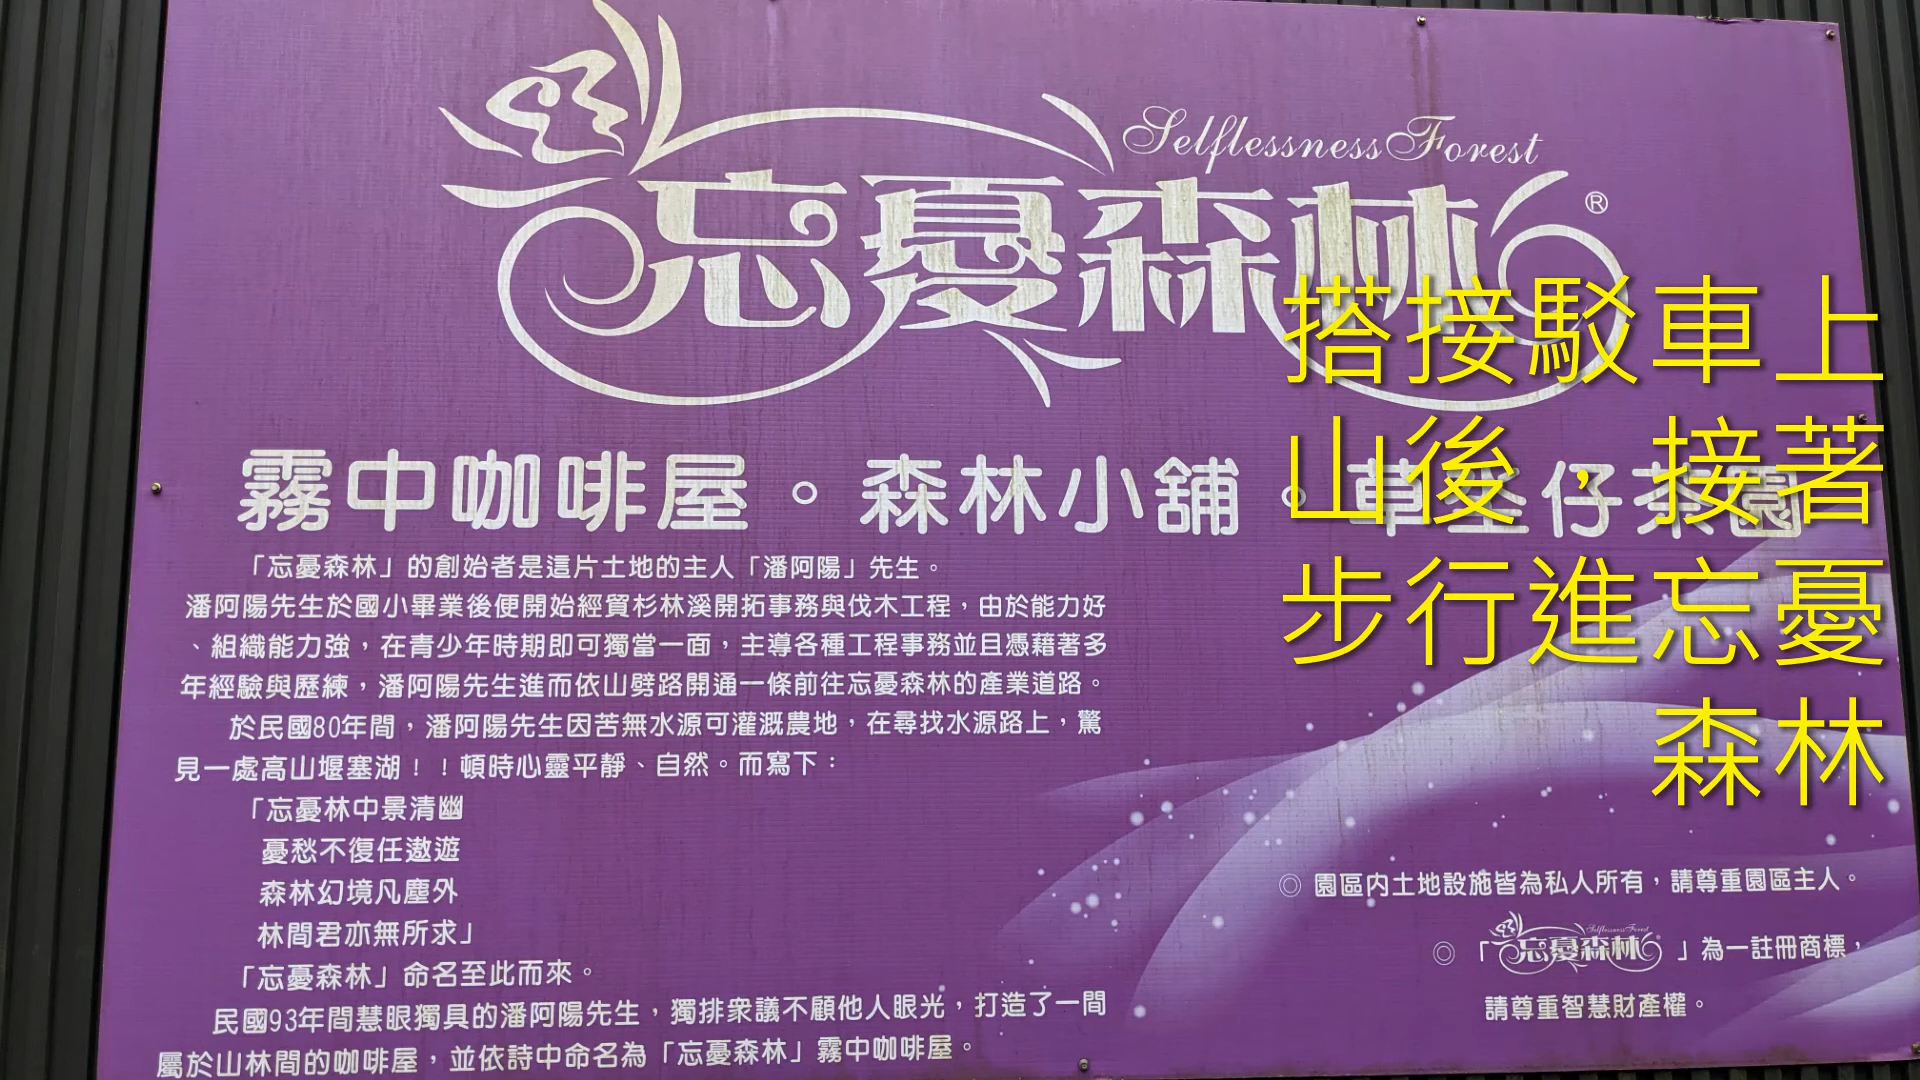 Selflessness Forest
忘憂森林®
霧中咖啡屋。森林小舖。草坔仔茶園
「忘憂森林」的創始者是這片土地的主人「潘阿陽」先生。
潘阿陽先生於國小畢業後便開始經貿杉林溪開拓事務與伐木工程，由於能力好
、組織能力強，在青少年時期即可獨當一面，主導各種工程事務並且憑藉著多
年經驗與歷練，潘阿陽先生進而依山劈路開通一條前往忘憂森林的產業道路。
於民國80年間，潘阿陽先生因苦無水源可灌溉農地，在尋找水源路上，驚
見一處高山堰塞湖！！頓時心靈平靜、自然。而寫下：
「忘憂林中景清幽
憂愁不復任遨遊
森林幻境凡塵外
林間君亦無所求」
「忘憂森林」命名至此而來。
民國93年間慧眼獨具的潘阿陽先生，獨排眾議不顧他人眼光，打造了一間
屬於山林間的咖啡屋，並依詩中命名為「忘憂森林」霧中咖啡屋。
搭接駁車上
山後，接著
步行進忘憂
森林
◎ 園區内土地設施皆為私人所有，請尊重園區主人。
◎「忘憂森林」為一註冊商標，
請尊重智慧財產權。